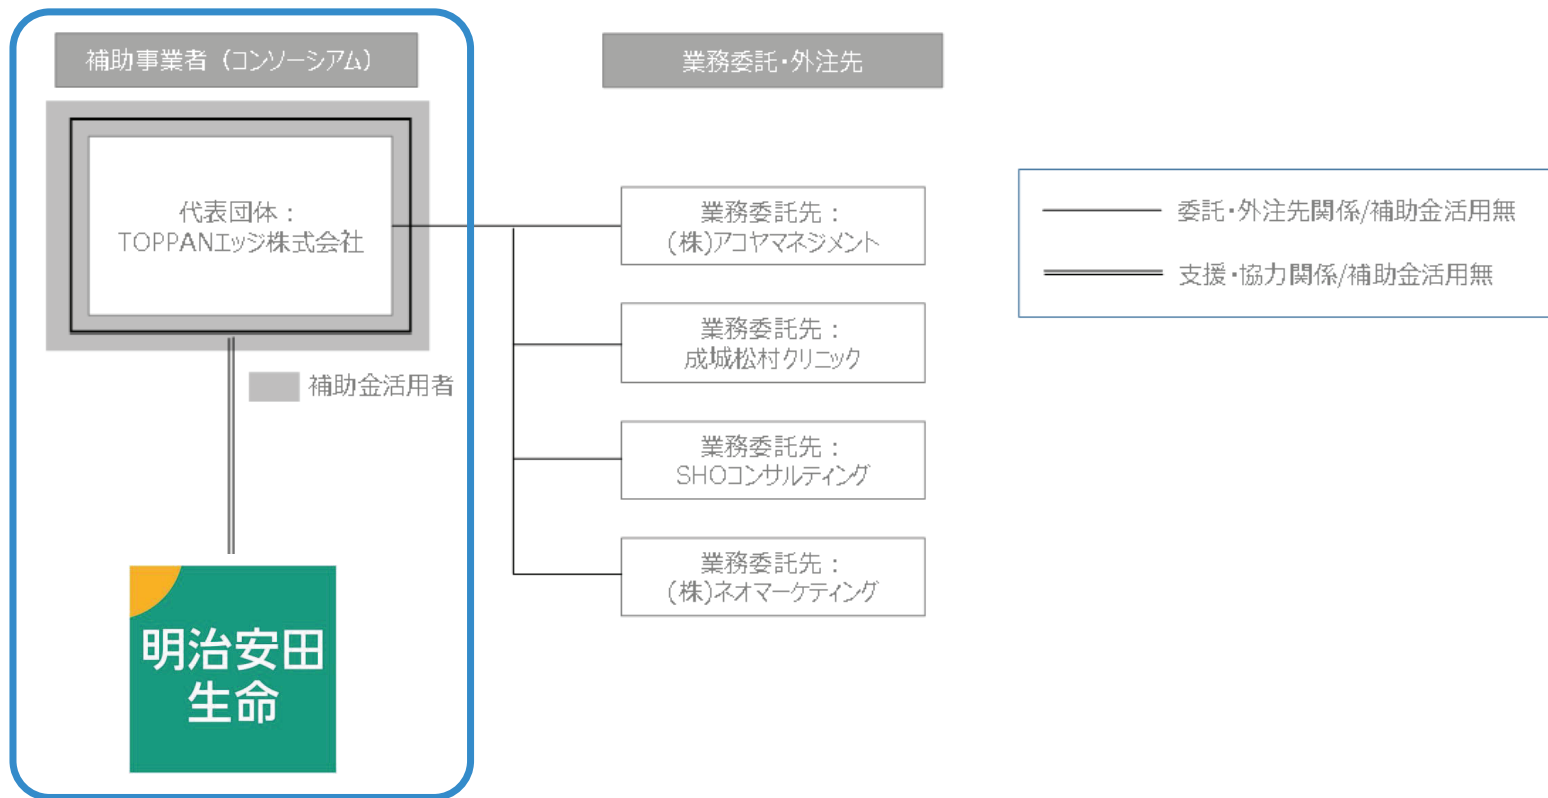 補助事業者（コンソーシアム）
代表団体：
TOPPANエッジ株式会社
補助金活用者
明治安田
生命
業務委託・外注先
業務委託先：
(株)アコヤマネジメント
業務委託先：
成城松村クリニック
業務委託先：
SHOコンサルティング
業務委託先：
(株)ネオマーケティング
委託・外注先関係/補助金活用無
支援・協力関係/補助金活用無